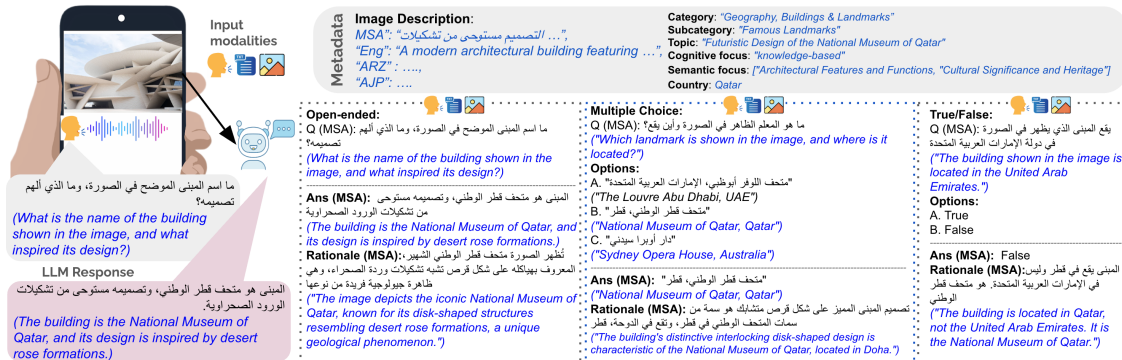 Input
modalities
ما اسم المبنى الموضح في الصورة، وما الذي ألهم
تصميمه؟
(What is the name of the building
shown in the image, and what
inspired its design?)
LLM Response
المبنى هو متحف قطر الوطني، وتصميمه مستوحى من تشكيلات
الورود الصحراوية.
(The building is the National Museum of
Qatar, and its design is inspired by desert
rose formations.)
Metadata
Image Description:
MSA”: “التصميم مستوحى من تشكيلات …”,
“Eng”: “A modern architectural building featuring …”,
“ARZ” : ….,
“AJP”: ….
Category: “Geography, Buildings & Landmarks”
Subcategory: “Famous Landmarks”
Topic: “Futuristic Design of the National Museum of Qatar”
Cognitive focus: “knowledge-based”
Semantic focus: ["Architectural Features and Functions, "Cultural Significance and Heritage"]
Country: Qatar
Open-ended:
Q (MSA): ما اسم المبنى الموضح في الصورة، وما الذي ألهم
تصميمه؟
(What is the name of the building shown in the
image, and what inspired its design?)
Ans (MSA): المبنى هو متحف قطر الوطني، وتصميمه مستوحى
من تشكيلات الورود الصحراوية
(The building is the National Museum of Qatar, and
its design is inspired by desert rose formations.)
Rationale (MSA): تُظهر الصورة متحف قطر الوطني الشهير،
المعروف بهياكله على شكل قرص تشبه تشكيلات وردة الصحراء، وهي
ظاهرة جيولوجية فريدة من نوعها
("The image depicts the iconic National Museum of
Qatar, known for its disk-shaped structures
resembling desert rose formations, a unique
geological phenomenon.")
Multiple Choice:
Q (MSA): ما هو المعلم الظاهر في الصورة وأين يقع؟
("Which landmark is shown in the image, and where is it
located?")
Options:
A. "متحف اللوفر أبوظبي، الإمارات العربية المتحدة"
("The Louvre Abu Dhabi, UAE")
B. "متحف قطر الوطني، قطر"
("National Museum of Qatar, Qatar")
C. "دار أوبرا سيدني"
("Sydney Opera House, Australia")
Ans (MSA): "متحف قطر الوطني، قطر"
("National Museum of Qatar, Qatar")
Rationale (MSA): تصميم المبنى المميز على شكل قرص متشابك هو سمة من
سمات المتحف الوطني في قطر، وتقع في الدوحة، قطر
("The building's distinctive interlocking disk-shaped design is
characteristic of the National Museum of Qatar, located in Doha.")
True/False:
Q (MSA): يقع المبنى الذي يظهر في الصورة
في دولة الإمارات العربية المتحدة
("The building shown in the image is
located in the United Arab
Emirates.")
Options:
A. True
B. False
Ans (MSA): False
Rationale (MSA): المبنى يقع في قطر وليس
في الإمارات العربية المتحدة. هو متحف قطر
الوطني
("The building is located in Qatar,
not the United Arab Emirates. It is
the National Museum of Qatar.")